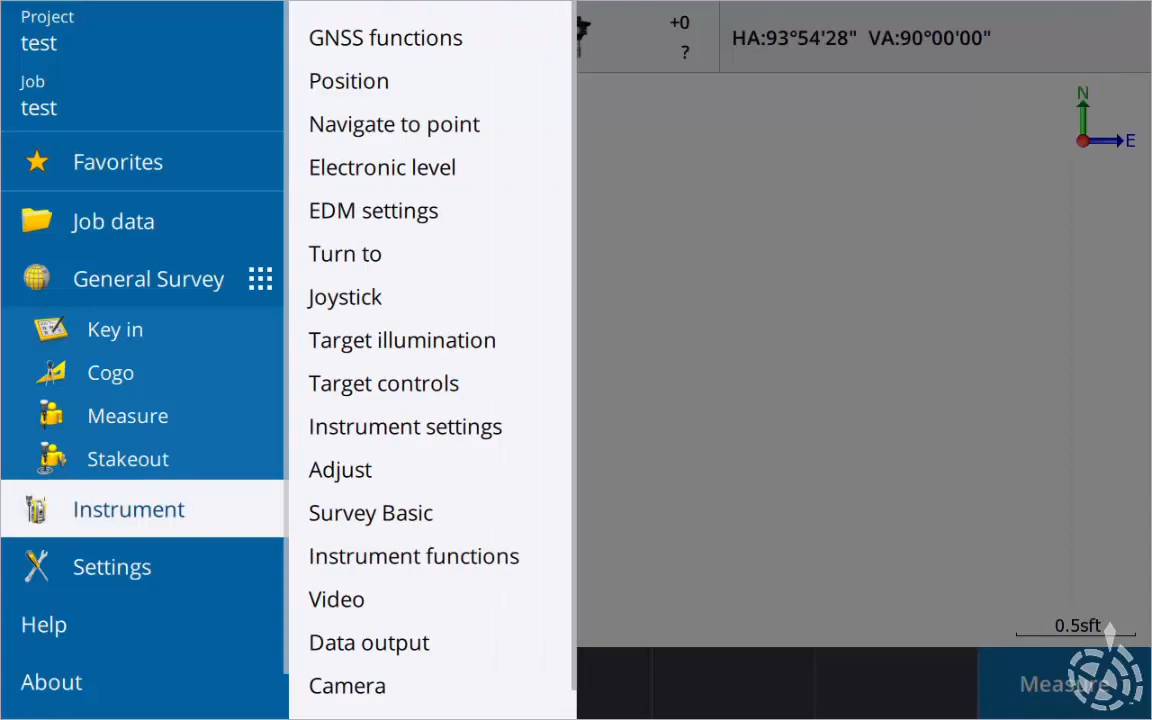 Project
test
Job
test
Favorites
Job data
General Survey
Key in
Cogo
Measure
Stakeout
Instrument
Settings
Help
About
GNSS functions
Position
Navigate to point
Electronic level
EDM settings
Turn to
Joystick
Target illumination
Target controls
Instrument settings
Adjust
Survey Basic
Instrument functions
Video
Data output
Camera
+0
?
HA:93°54'28" VA:90°00'00"
N
E
0.5sft
Measure